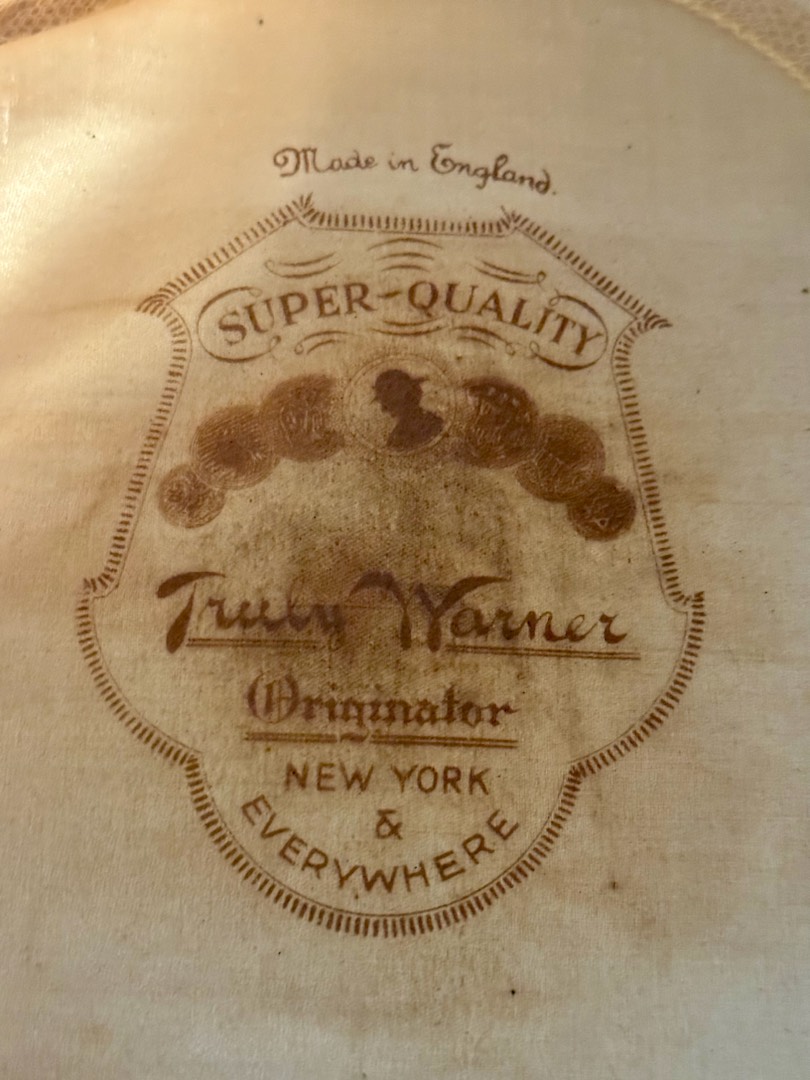 Made in England.
SUPER-QUALITY
Truly Warner
Originator
NEW YORK
&
EVERYWHERE